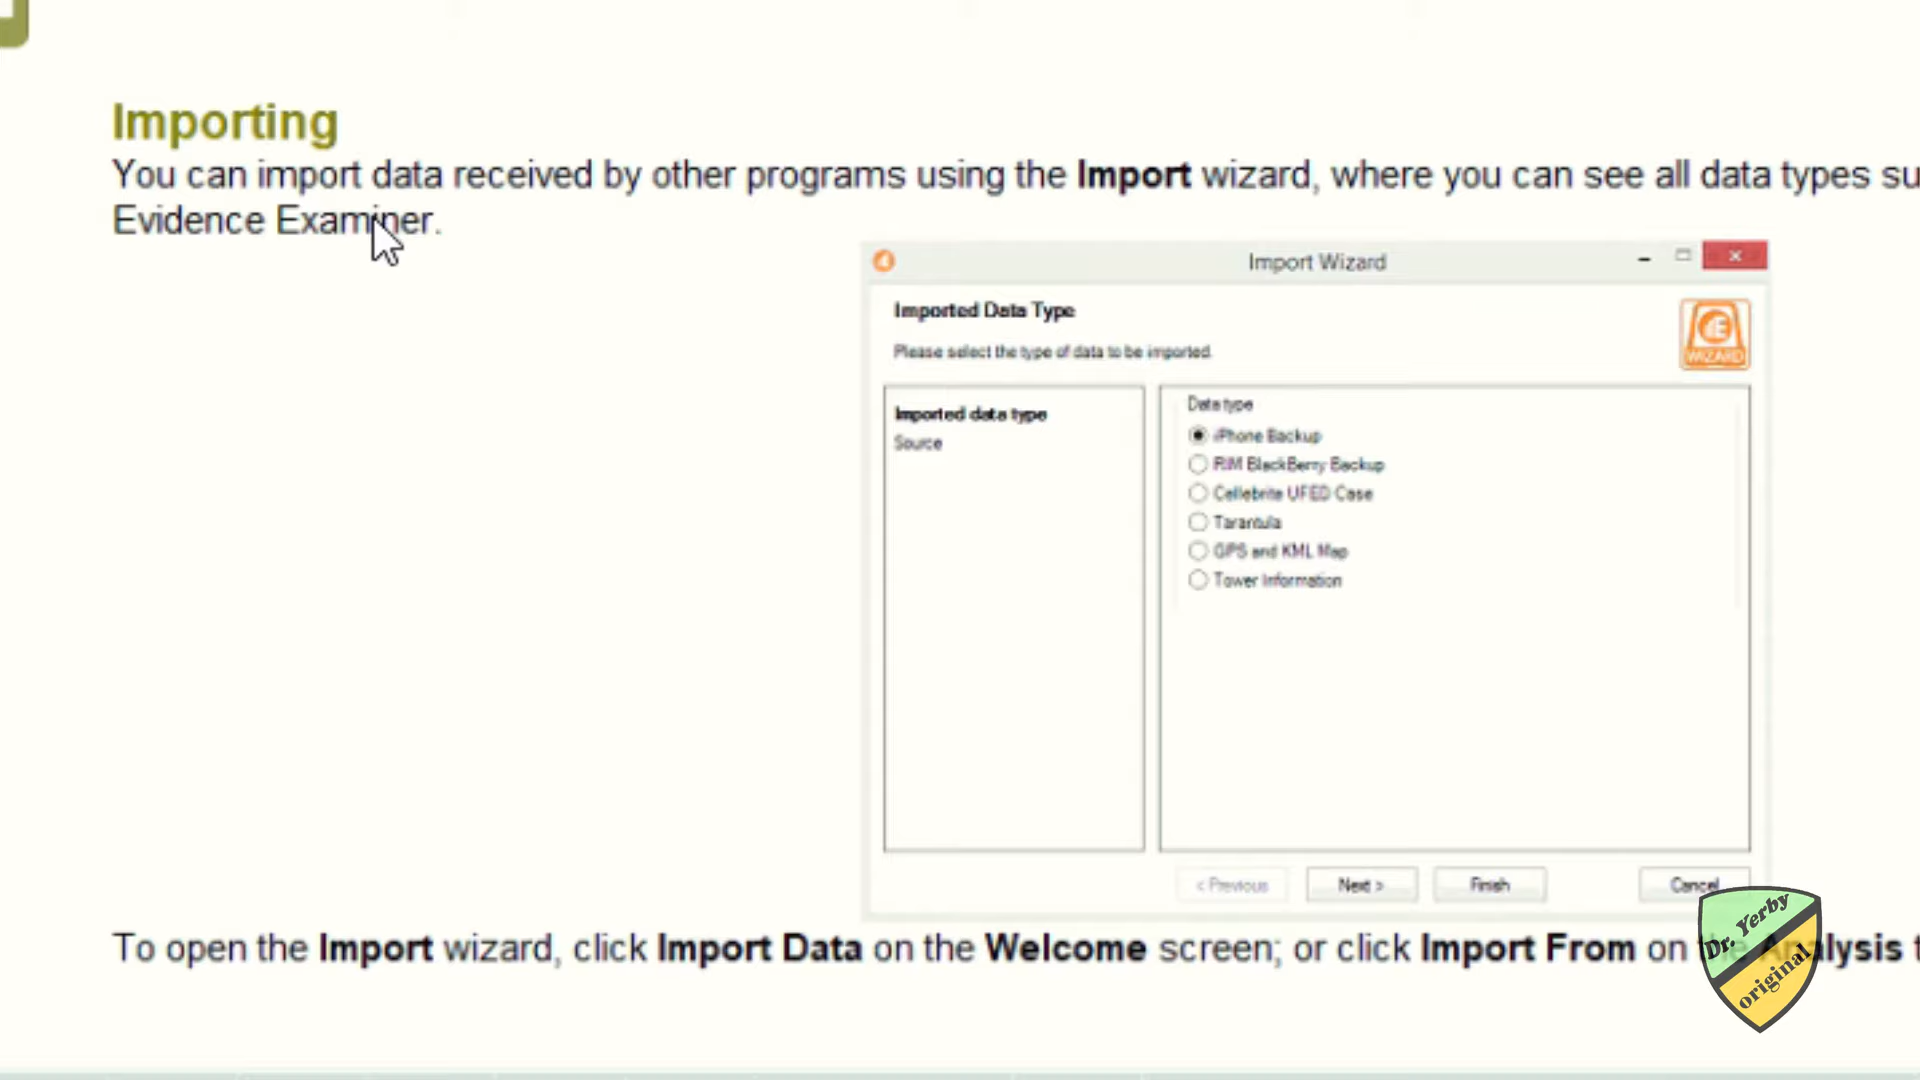 Importing
You can import data received by other programs using the Import wizard, where you can see all data types su
Evidence Examiner.
Import Wizard
Imported Data Type
Please select the type of data to be imported.
WIZARD
Imported data type
Source
Data type
iPhone Backup
RIM BlackBerry Backup
Cellebrite UFED Case
Tarantula
GPS and KML Map
Tower Information
< Previous
Next >
Finish
Cancel
To open the Import wizard, click Import Data on the Welcome screen; or click Import From on the Analysis t
Dr. Yerby
original